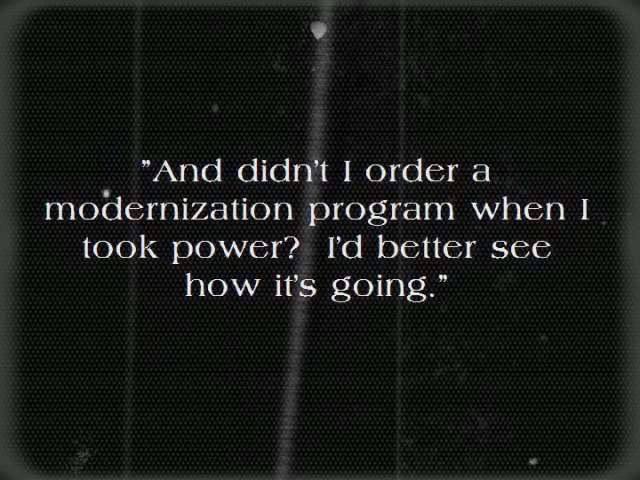 "And didn't I order a
modernization program when I
took power?  I'd better see
how it's going."